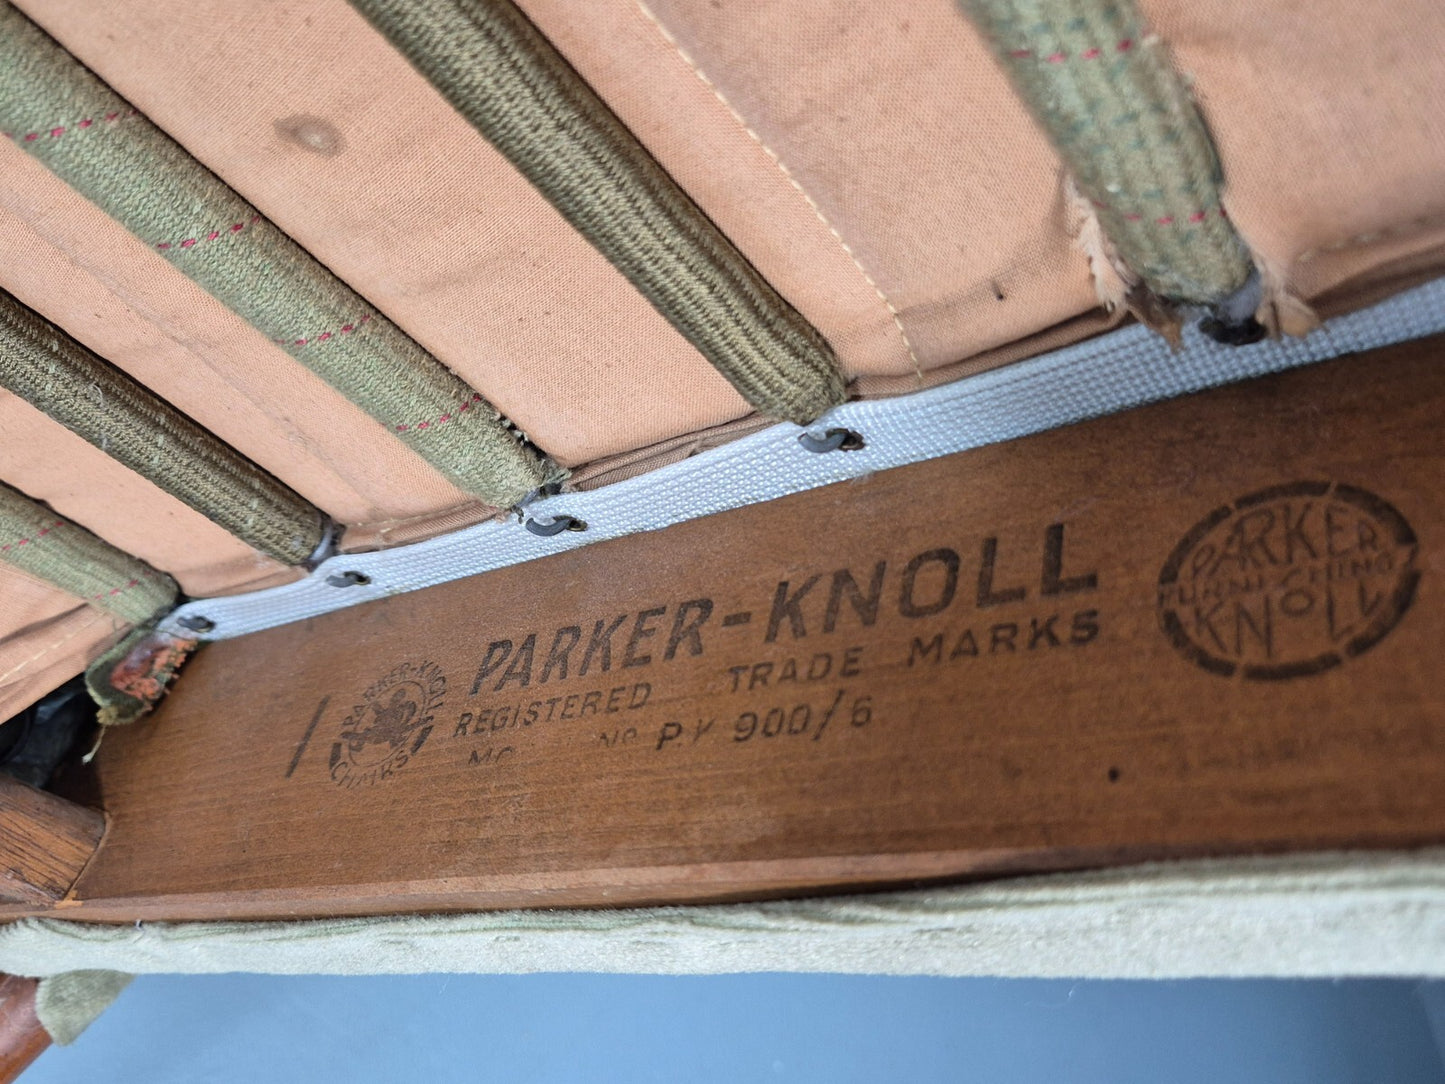 PARKER-KNOLL
CHAIRS
PARKER-KNOLL
REGISTERED TRADE MARKS
Nº P.K 900/6
PARKER
FURNISHING
KNOLL